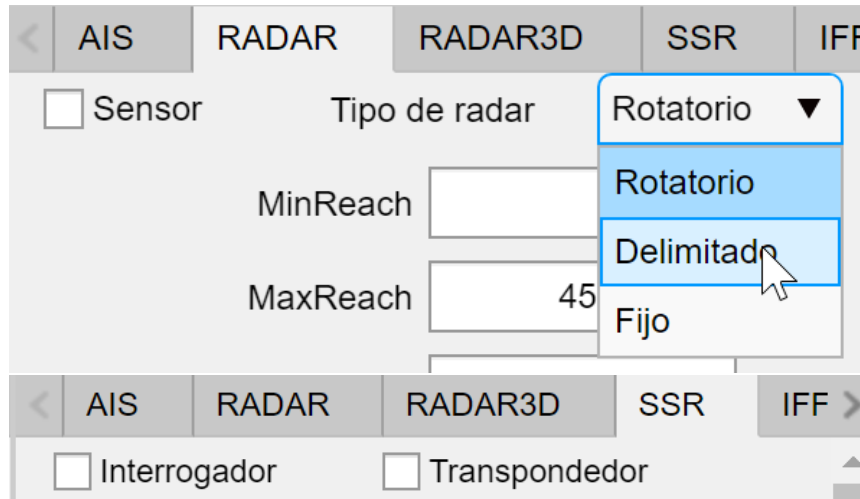 AIS RADAR RADAR3D SSR
Sensor Tipo de radar Rotatorio
Rotatorio
MinReach
Delimitado
MaxReach 45
Fijo
AIS RADAR RADAR3D SSR IFF
Interrogador Transpondedor